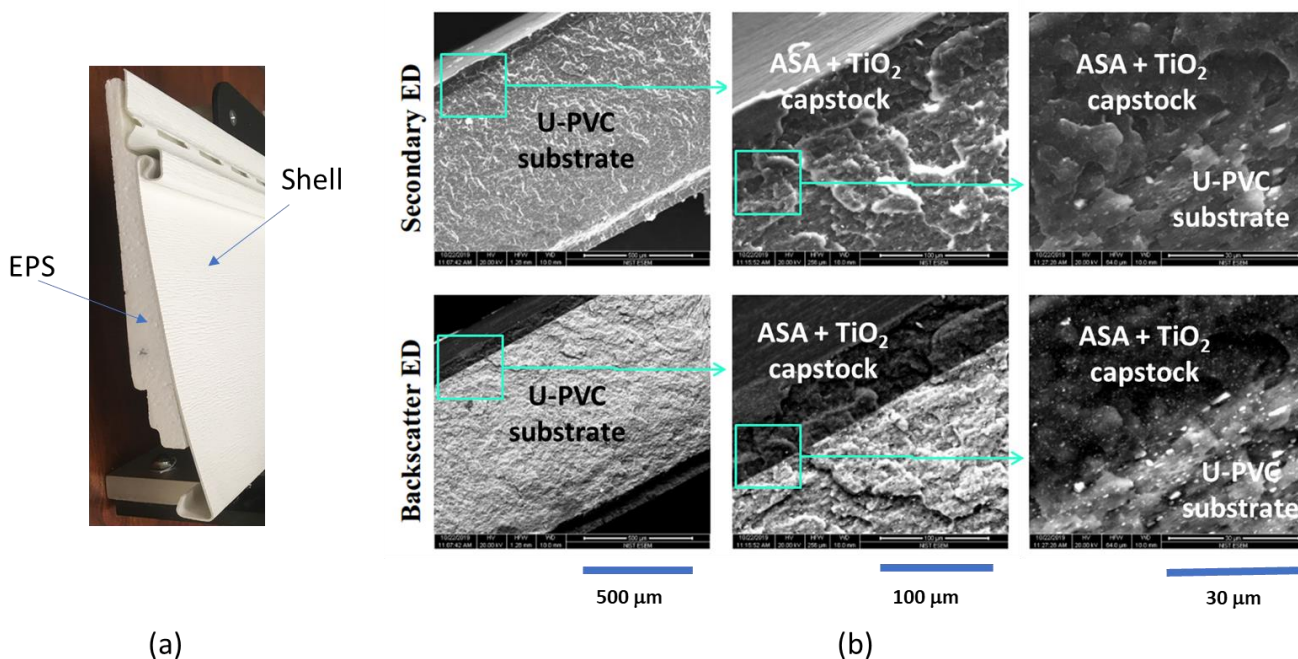 Shell
EPS
(a)
Secondary ED
U-PVC
substrate
ASA + TiO₂
capstock
ASA + TiO₂
capstock
U-PVC
substrate
Backscatter ED
U-PVC
substrate
ASA + TiO₂
capstock
ASA + TiO₂
capstock
U-PVC
substrate
500 µm
100 µm
30 µm
(b)